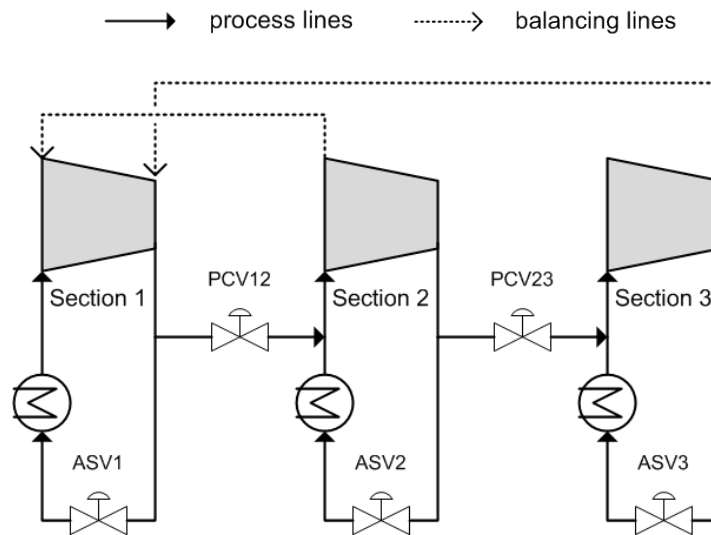 process lines
balancing lines
PCV12
PCV23
Section 1
Section 2
Section 3
ASV1
ASV2
ASV3